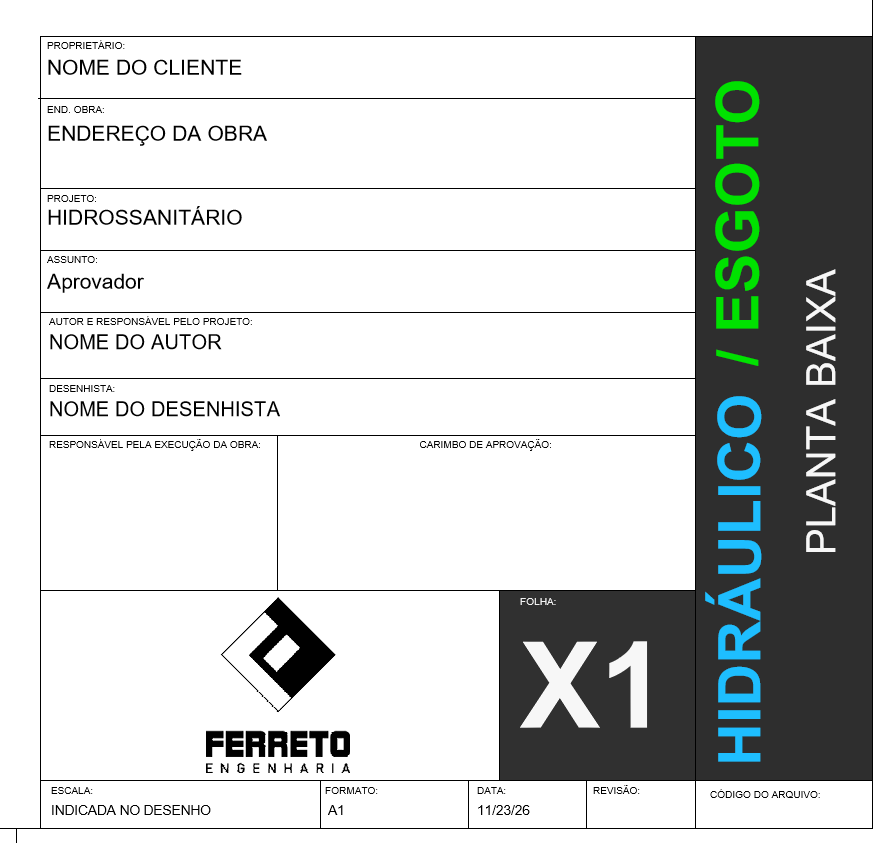 PROPRIETÁRIO:
NOME DO CLIENTE
END. OBRA:
ENDEREÇO DA OBRA
PROJETO:
HIDROSSANITÁRIO
ASSUNTO:
Aprovador
AUTOR E RESPONSÁVEL PELO PROJETO:
NOME DO AUTOR
DESENHISTA:
NOME DO DESENHISTA
RESPONSÁVEL PELA EXECUÇÃO DA OBRA:
CARIMBO DE APROVAÇÃO:
FERRETO
ENGENHARIA
FOLHA:
X1
HIDRÁULICO / ESGOTO
PLANTA BAIXA
ESCALA:
INDICADA NO DESENHO
FORMATO:
A1
DATA:
11/23/26
REVISÃO:
CÓDIGO DO ARQUIVO: